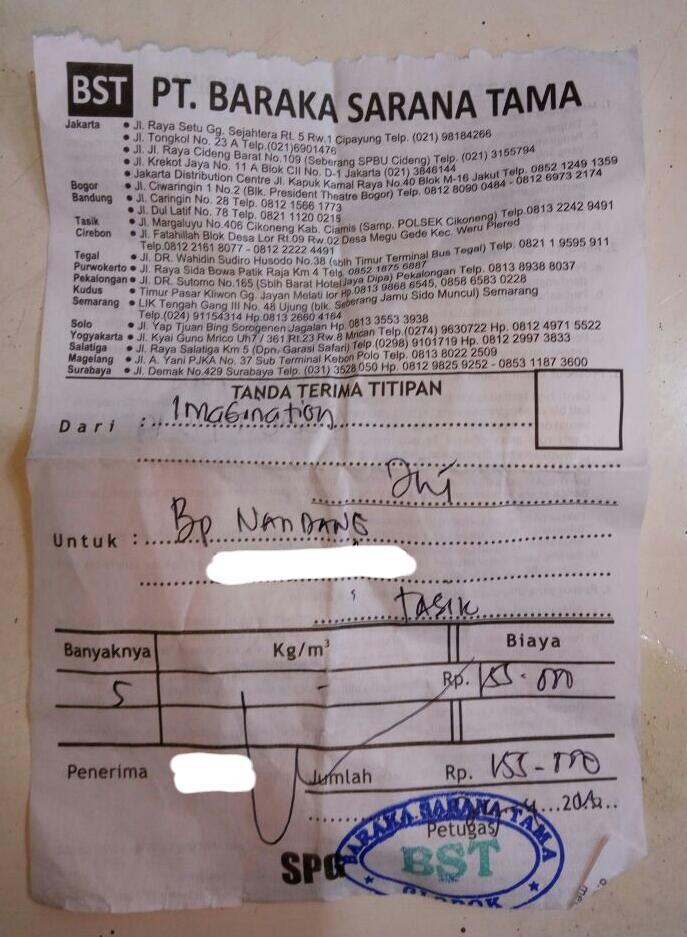 BST PT. BARAKA SARANA TAMA
Jakarta • Jl. Raya Setu Gg. Sejahtera Rt. 5 Rw.1 Cipayung Telp. (021) 98184266
• Jl. Tongkol No. 23 A Telp.(021)6901476
• Jl. Jl. Raya Cideng Barat No.109 (Seberang SPBU Cideng) Telp. (021) 3155794
• Jl. Krekot Jaya No. 11 A Blok CII No. D-1 Jakarta (021) 3846144
• Jakarta Distribution Centre Jl. Kapuk Kamal Raya No.40 Blok M-16 Jakut Telp. 0852 1249 1359
Bogor • Jl. Ciwaringin 1 No.2 (Blk. President Theatre Bogor) Telp. 0812 8090 0484 - 0812 6973 2174
Bandung • Jl. Caringin No. 28 Telp. 0812 1566 1773
• Jl. Dul Latif No. 78 Telp. 0821 1120 0215
Tasik • Jl. Margaluyu No.406 Cikoneng Kab. Ciamis (Samp. POLSEK Cikoneng) Telp.0813 2242 9491
Cirebon • Jl. Fatahillah Blok Desa Lor Rt.09 Rw.02 Desa Megu Gede Kec. Weru Plered
Telp.0812 2161 8077 - 0812 2222 4491
Tegal • Jl. DR. Wahidin Sudiro Husodo No.38 (sblh Timur Terminal Bus Tegal) Telp. 0821 1 9595 911
Purwokerto • Jl. Raya Sida Bowa Patik Raja Km 4 Telp. 0852 1875 6887
Pekalongan • Jl. DR. Sutomo No.165 (Sblh Barat Hotel Jaya Dipa) Pekalongan Telp. 0813 8938 8037
Kudus • Timur Pasar Kliwon Gg. Jayan Melati lor Hp.0813 9868 6545, 0858 6583 0228
Semarang • LIK Tengah Gang III No. 48 Ujung (blk. Seberang Jamu Sido Muncul) Semarang
Telp.(024) 91154314 Hp.0813 2660 4164
Solo • Jl. Yap Tjuan Bing Sorogenen Jagalan Hp. 0813 3553 3938
Yogyakarta • Jl. Kyai Guno Mrico Uh7 / 361 Rt.23 Rw.8 Mrican Telp.(0274) 9630722 Hp. 0812 4971 5522
Salatiga • Jl. Raya Salatiga Km 5 (Dpn. Garasi Safari) Telp.(0298) 9101719 Hp. 0812 2997 3833
Magelang • Jl. A. Yani PJKA No. 37 Sub Terminal Kebon Polo Telp. 0813 8022 2509
Surabaya • Jl. Demak No.429 Surabaya Telp. (031) 3528 050 Hp. 0812 9825 9252 - 0853 1187 3600
TANDA TERIMA TITIPAN
Dari : Imagination
Untuk : Bp NANDANG
Tasik
Banyaknya Kg/m³ Biaya
5 - Rp. 155.000
Penerima Jumlah Rp. 155-000
Petugas
BARAKA SARANA TAMA
BST
SPG